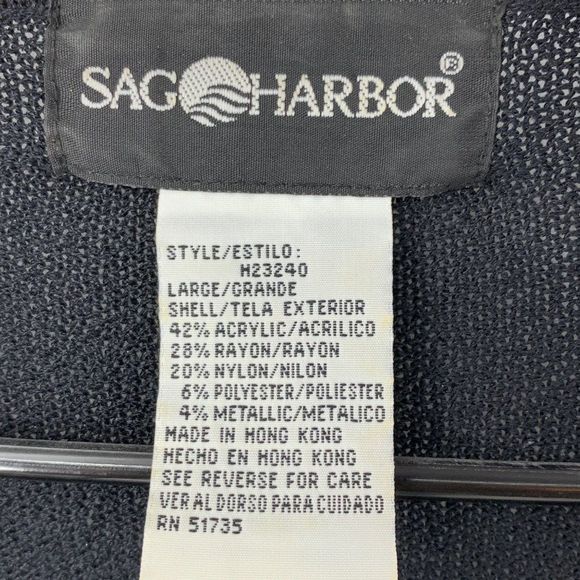 SAG HARBOR®
STYLE/ESTILO:
H23240
LARGE/GRANDE
SHELL/TELA EXTERIOR
42% ACRYLIC/ACRILICO
28% RAYON/RAYON
20% NYLON/NILON
6% POLYESTER/POLIESTER
4% METALLIC/METALICO
MADE IN HONG KONG
HECHO EN HONG KONG
SEE REVERSE FOR CARE
VER AL DORSO PARA CUIDADO
RN 51735